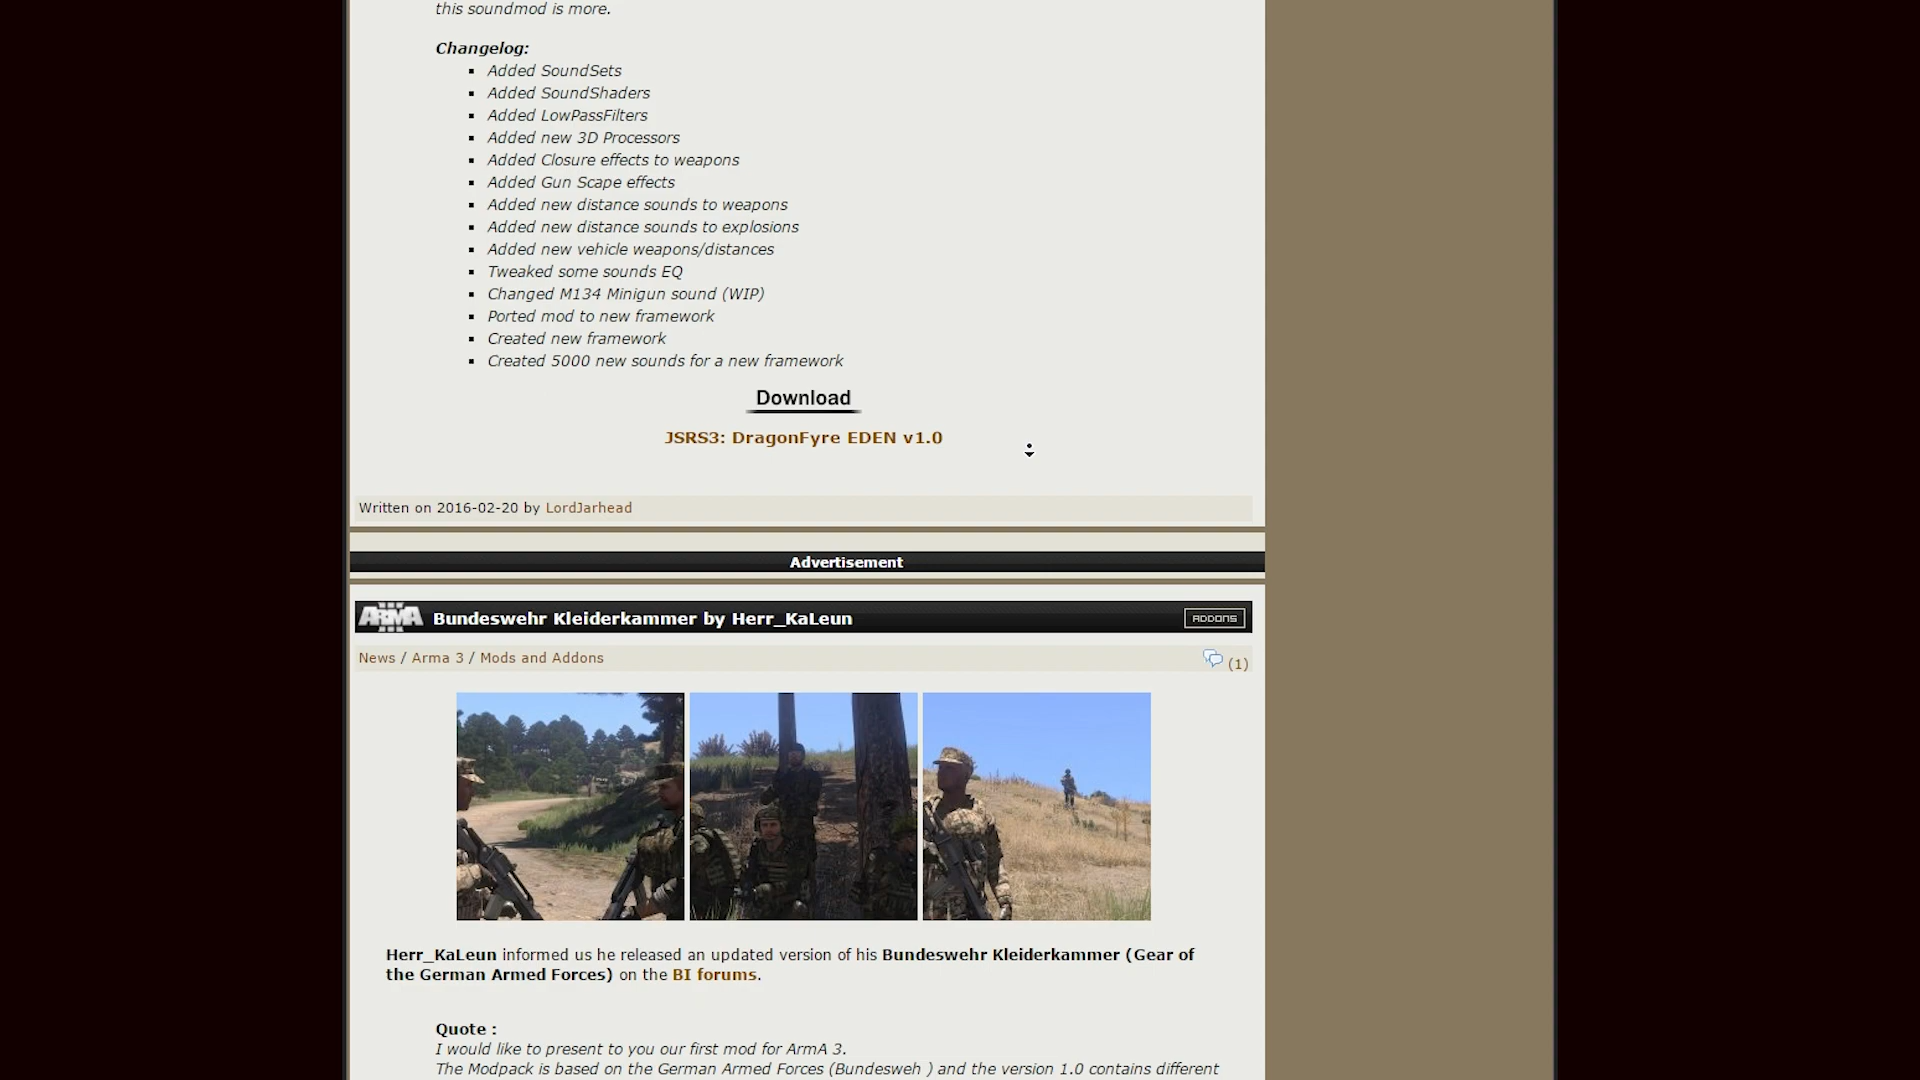 this soundmod is more.
Changelog:
Added SoundSets
Added SoundShaders
Added LowPassFilters
Added new 3D Processors
Added Closure effects to weapons
Added Gun Scape effects
Added new distance sounds to weapons
Added new distance sounds to explosions
Added new vehicle weapons/distances
Tweaked some sounds EQ
Changed M134 Minigun sound (WIP)
Ported mod to new framework
Created new framework
Created 5000 new sounds for a new framework
Download
JSRS3: DragonFyre EDEN v1.0
Written on 2016-02-20 by LordJarhead
Advertisement
ARMA III Bundeswehr Kleiderkammer by Herr_KaLeun ADDONS
News / Arma 3 / Mods and Addons (1)
Herr_KaLeun informed us he released an updated version of his Bundeswehr Kleiderkammer (Gear of
the German Armed Forces) on the BI forums.
Quote :
I would like to present to you our first mod for ArmA 3.
The Modpack is based on the German Armed Forces (Bundesweh ) and the version 1.0 contains different